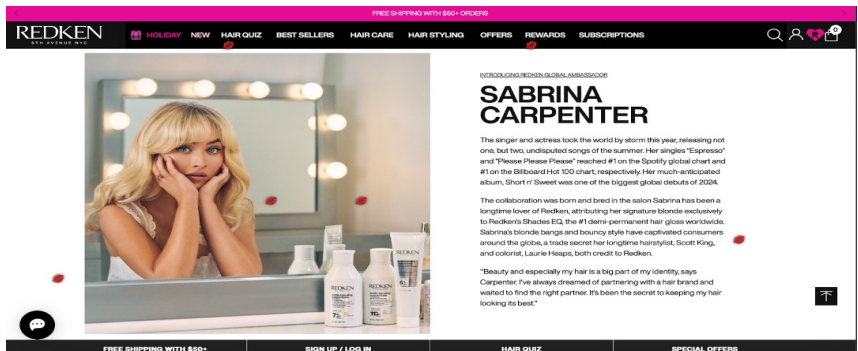 FREE SHIPPING WITH $50+ ORDERS
REDKEN
5TH AVENUE NYC
HOLIDAY NEW HAIR QUIZ BEST SELLERS HAIR CARE HAIR STYLING OFFERS REWARDS SUBSCRIPTIONS
0
INTRODUCING REDKEN GLOBAL AMBASSADOR
SABRINA
CARPENTER
The singer and actress took the world by storm this year, releasing not
one, but two, undisputed songs of the summer. Her singles "Espresso"
and "Please Please Please" reached #1 on the Spotify global chart and
#1 on the Billboard Hot 100 chart, respectively. Her much-anticipated
album, Short n' Sweet was one of the biggest global debuts of 2024.
The collaboration was born and bred in the salon Sabrina has been a
longtime lover of Redken, attributing her signature blonde exclusively
to Redken's Shades EQ, the #1 demi-permanent hair gloss worldwide.
Sabrina's blonde bangs and bouncy style have captivated consumers
around the globe, a trade secret her longtime hairstylist, Scott King,
and colorist, Laurie Heaps, both credit to Redken.
"Beauty and especially my hair is a big part of my identity, says
Carpenter. I've always dreamed of partnering with a hair brand and
waited to find the right partner. It's been the secret to keeping my hair
looking its best."
REDKEN
REDKEN
REDKEN
FREE SHIPPING WITH $50+
SIGN UP / LOG IN
HAIR QUIZ
SPECIAL OFFERS